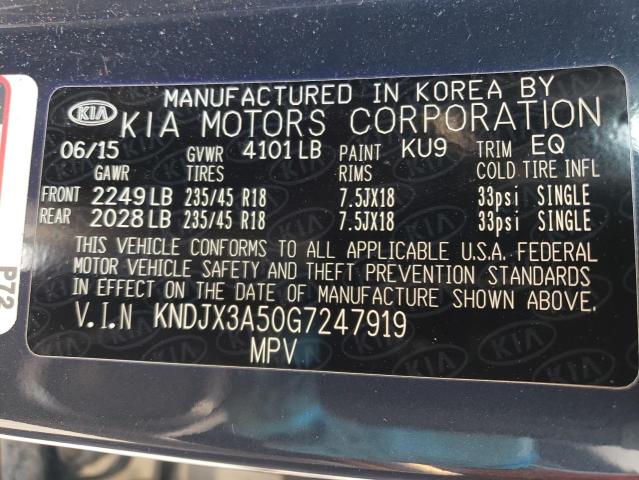 MANUFACTURED IN KOREA BY
KIA KIA MOTORS CORPORATION
06/15 GVWR 4101 LB PAINT KU9 TRIM EQ
GAWR TIRES RIMS COLD TIRE INFL
FRONT 2249 LB 235/45 R18 7.5JX18 33psi SINGLE
REAR 2028 LB 235/45 R18 7.5JX18 33psi SINGLE
THIS VEHICLE CONFORMS TO ALL APPLICABLE U.S.A. FEDERAL
MOTOR VEHICLE SAFETY AND THEFT PREVENTION STANDARDS
IN EFFECT ON THE DATE OF MANUFACTURE SHOWN ABOVE.
V.I.N KNDJX3A50G7247919
MPV
P72